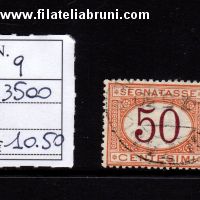 www.filateliabruni.com
N.
9
3500
10.50
SEGNATASSE
50
CENTESIMI